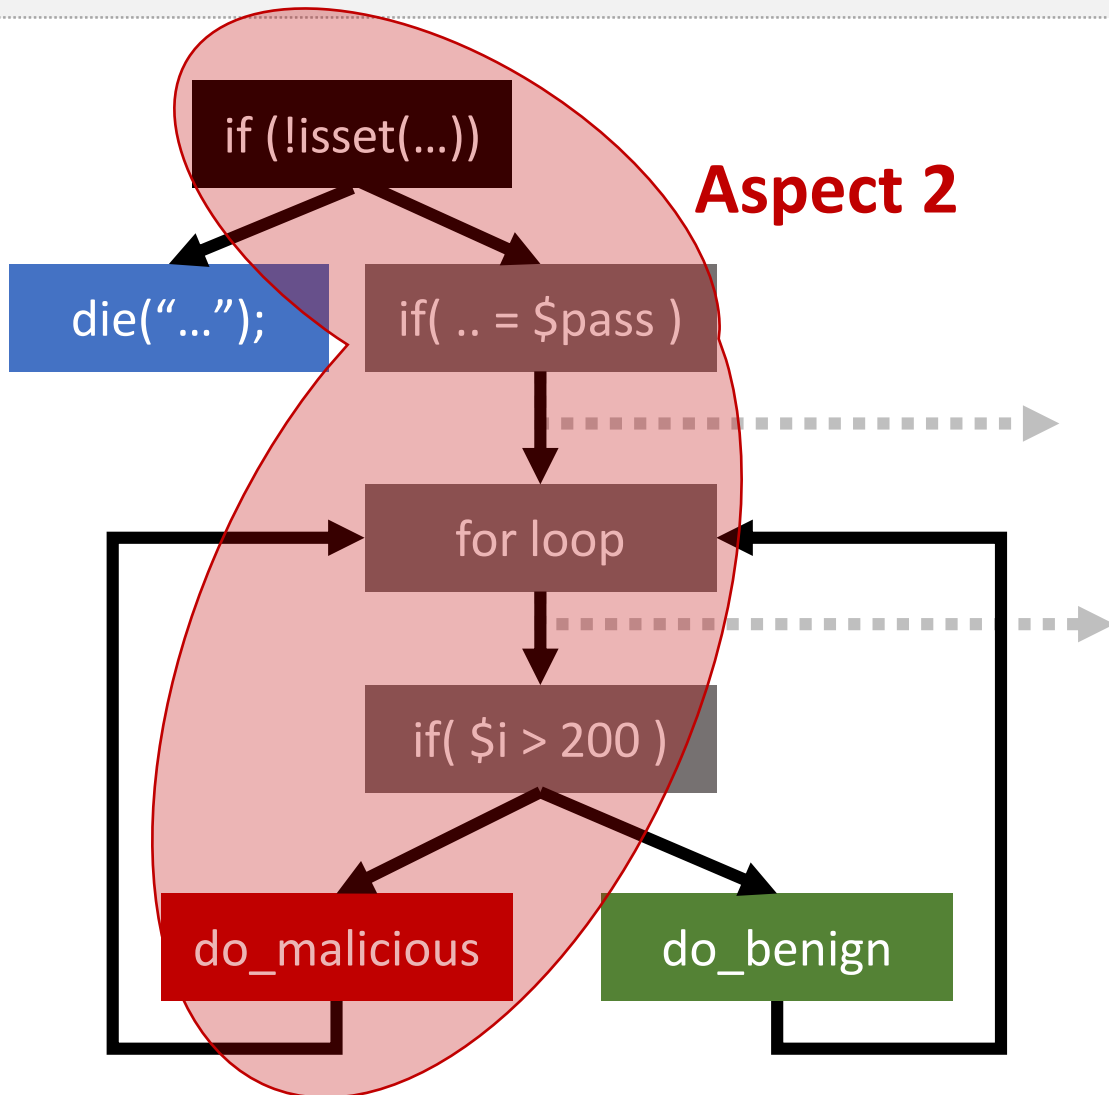 if (!isset(…))
Aspect 2
die(“…”);
if( .. = $pass )
for loop
if( $i > 200 )
do_malicious
do_benign